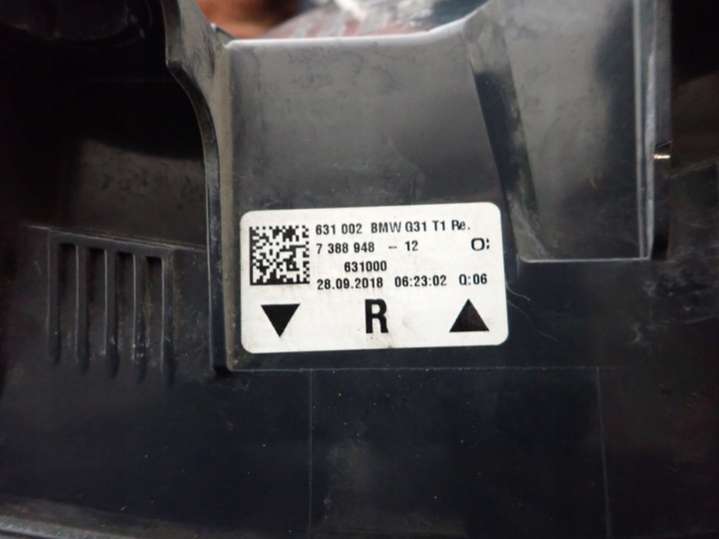 631 002 BMW G31 T1 Re.
7 388 948 - 12 O:
631000
28.09.2018 06:23:02 Q:06
▼ R ▲